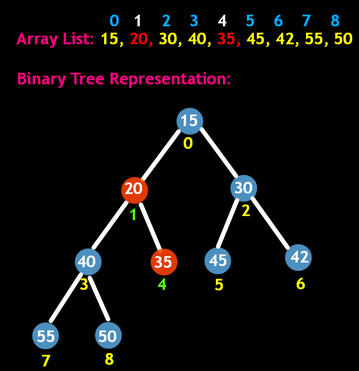 0 1 2 3 4 5 6 7 8
Array List: 15, 20, 30, 40, 35, 45, 42, 55, 50
Binary Tree Representation:
15
0
20 30
1 2
40 35 45 42
3 4 5 6
55 50
7 8